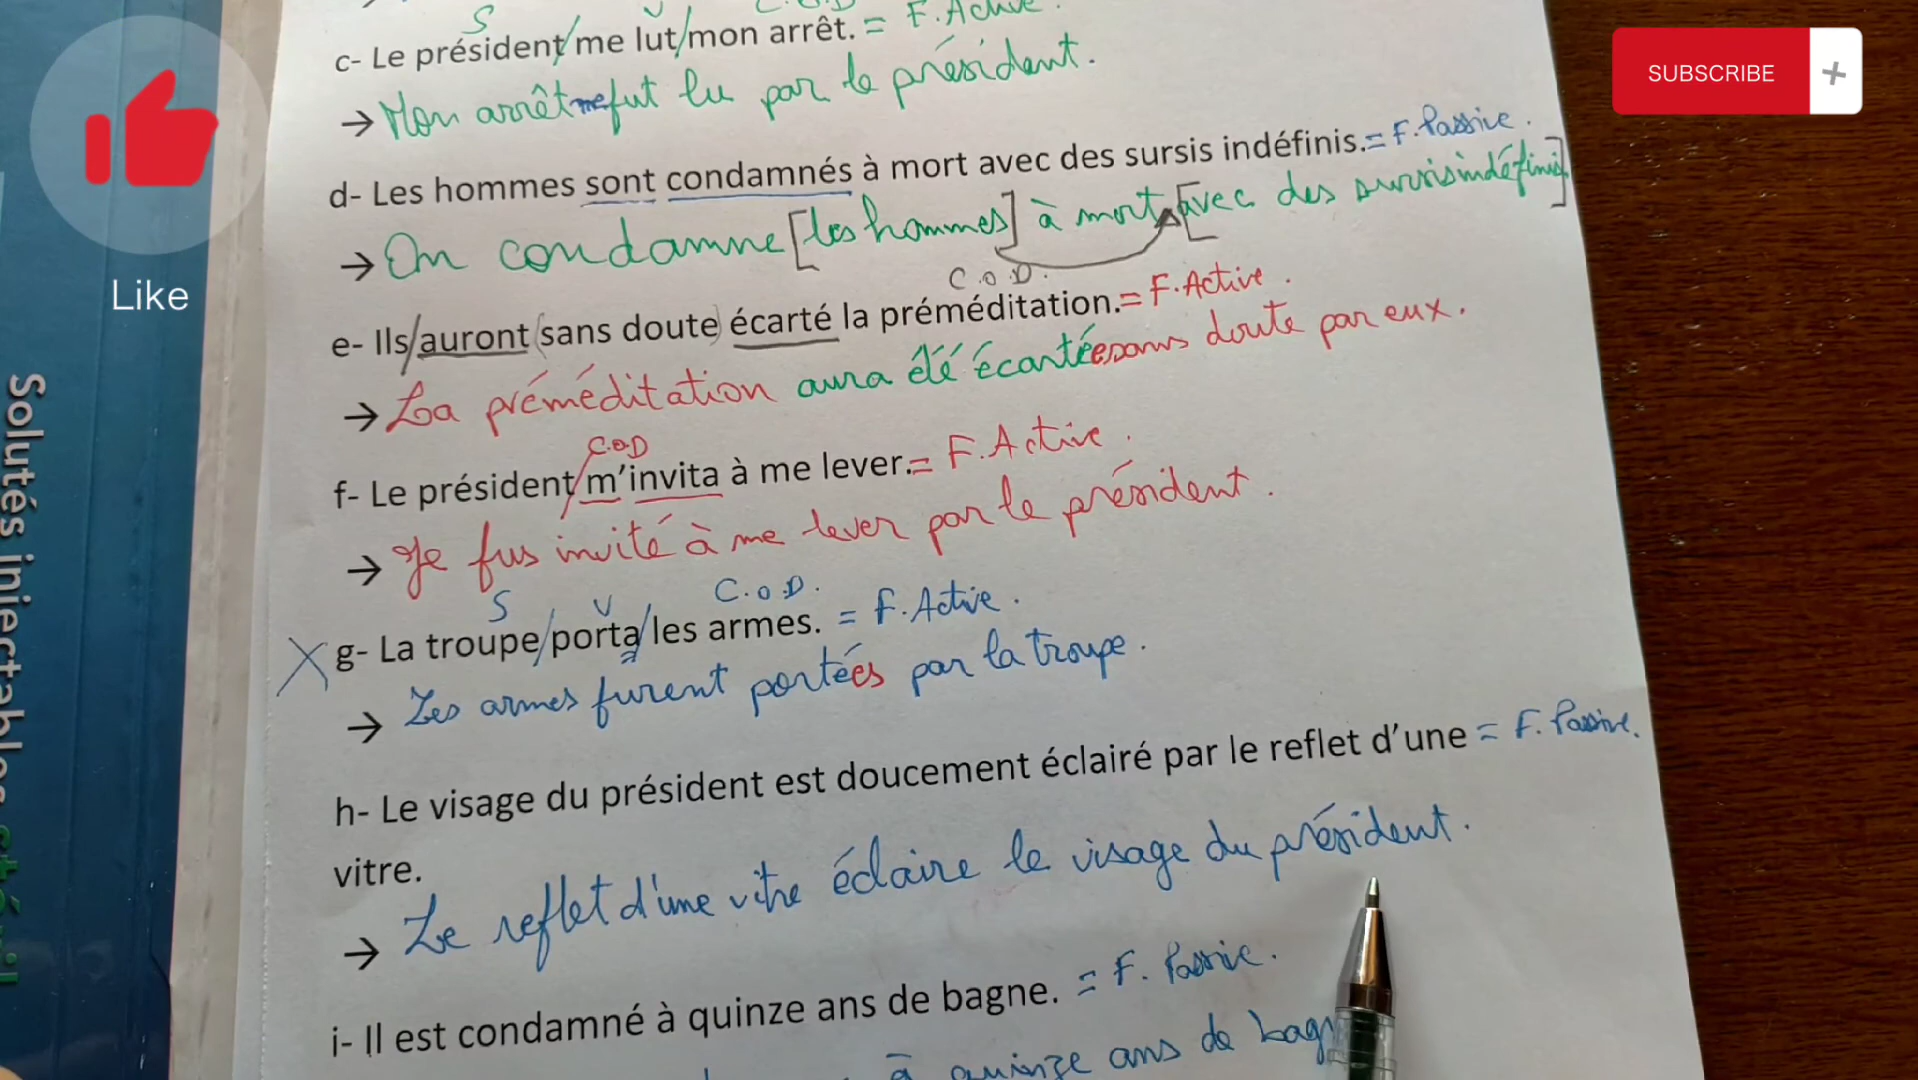 S V C.O.D
c- Le président/me lut/mon arrêt. = F. Active.
→ Mon arrêt me fut lu par le président.
d- Les hommes sont condamnés à mort avec des sursis indéfinis. = F. Passive.
→ On condamne [les hommes] à mort [avec des sursis indéfinis]
C.O.D.
e- Ils/auront (sans doute) écarté la préméditation. = F. Active.
→ La préméditation aura été écartée sans doute par eux.
C.O.D
f- Le président/m'invita à me lever. = F. Active.
→ Je fus invité à me lever par le président.
S V C.O.D.
g- La troupe/porta/les armes. = F. Active.
→ Les armes furent portées par la troupe.
h- Le visage du président est doucement éclairé par le reflet d'une = F. Passive.
vitre.
→ Le reflet d'une vitre éclaire le visage du président.
i- Il est condamné à quinze ans de bagne. = F. Passive.
à quinze ans de
Like
SUBSCRIBE +
Solutés injectables